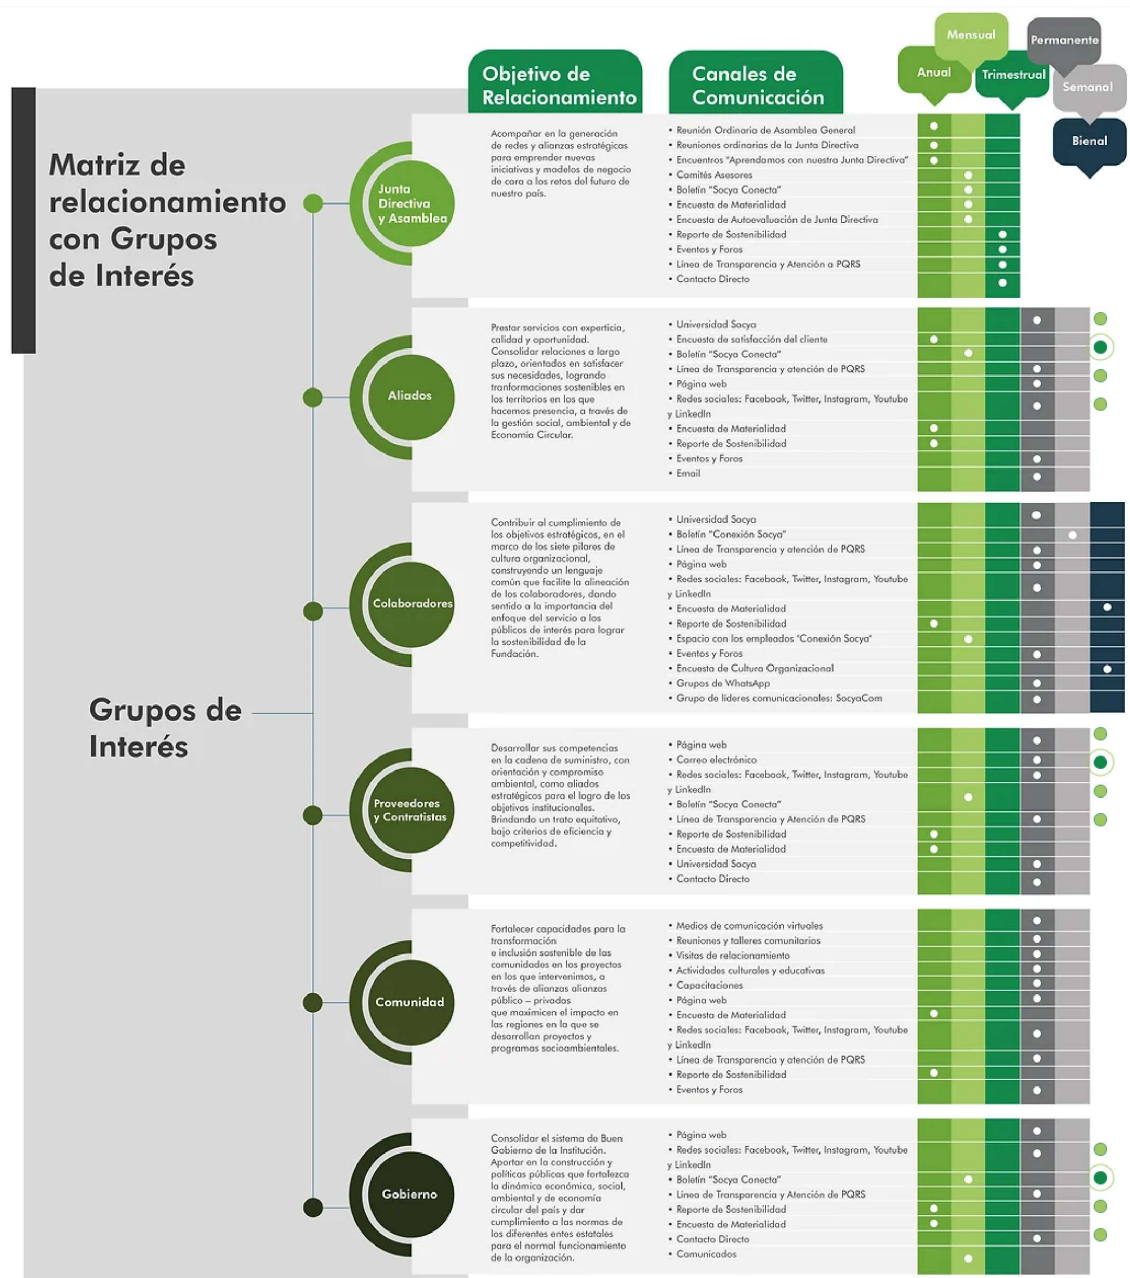 Mensual
Permanente
Anual
Trimestrual
Semanal
Bienal
Objetivo de
Relacionamiento
Canales de
Comunicación
Matriz de
relacionamiento
con Grupos
de Interés
Grupos de
Interés
Junta
Directiva
y Asamblea
Acompañar en la generación
de redes y alianzas estratégicas
para emprender nuevas
iniciativas y modelos de negocio
de cara a los retos del futuro de
nuestro país.
• Reunión Ordinaria de Asamblea General
• Reuniones ordinarias de la Junta Directiva
• Encuentros "Aprendamos con nuestra Junta Directiva"
• Comités Asesores
• Boletín "Socya Conecta"
• Encuesta de Materialidad
• Encuesta de Autoevaluación de Junta Directiva
• Reporte de Sostenibilidad
• Eventos y Foros
• Línea de Transparencia y Atención a PQRS
• Contacto Directo
Aliados
Prestar servicios con experticia,
calidad y oportunidad.
Consolidar relaciones a largo
plazo, orientados en satisfacer
sus necesidades, logrando
tranformaciones sostenibles en
los territorios en los que
hacemos presencia, a través de
la gestión social, ambiental y de
Economía Circular.
• Universidad Socya
• Encuesta de satisfacción del cliente
• Boletín "Socya Conecta"
• Línea de Transparencia y atención de PQRS
• Página web
• Redes sociales: Facebook, Twitter, Instagram, Youtube
y LinkedIn
• Encuesta de Materialidad
• Reporte de Sostenibilidad
• Eventos y Foros
• Email
Colaboradores
Contribuir al cumplimiento de
los objetivos estratégicos, en el
marco de los siete pilares de
cultura organizacional,
construyendo un lenguaje
común que facilite la alineación
de los colaboradores, dando
sentido a la importancia del
enfoque del servicio a los
públicos de interés para lograr
la sostenibilidad de la
Fundación.
• Universidad Socya
• Boletín "Conexión Socya"
• Línea de Transparencia y atención de PQRS
• Página web
• Redes sociales: Facebook, Twitter, Instagram, Youtube
y LinkedIn
• Encuesta de Materialidad
• Reporte de Sostenibilidad
• Espacio con los empleados "Conexión Socya"
• Eventos y Foros
• Encuesta de Cultura Organizacional
• Grupos de WhatsApp
• Grupo de líderes comunicacionales: SocyaCom
Proveedores
y Contratistas
Desarrollar sus competencias
en la cadena de suministro, con
orientación y compromiso
ambiental, como aliados
estratégicos para el logro de los
objetivos institucionales.
Brindando un trato equitativo,
bajo criterios de eficiencia y
competitividad.
• Página web
• Correo electrónico
• Redes sociales: Facebook, Twitter, Instagram, Youtube
y LinkedIn
• Boletín "Socya Conecta"
• Línea de Transparencia y Atención de PQRS
• Reporte de Sostenibilidad
• Encuesta de Materialidad
• Universidad Socya
• Contacto Directo
Comunidad
Fortalecer capacidades para la
transformación
e inclusión sostenible de las
comunidades en los proyectos
en los que intervenimos, a
través de alianzas alianzas
público – privadas
que maximicen el impacto en
las regiones en la que se
desarrollan proyectos y
programas socioambientales.
• Medios de comunicación virtuales
• Reuniones y talleres comunitarios
• Visitas de relacionamiento
• Actividades culturales y educativas
• Capacitaciones
• Página web
• Encuesta de Materialidad
• Redes sociales: Facebook, Twitter, Instagram, Youtube
y LinkedIn
• Línea de Transparencia y atención de PQRS
• Reporte de Sostenibilidad
• Eventos y Foros
Gobierno
Consolidar el sistema de Buen
Gobierno de la Institución.
Aportar en la construcción y
políticas públicas que fortalezca
la dinámica económica, social,
ambiental y de economía
circular del país y dar
cumplimiento a las normas de
los diferentes entes estatales
para el normal funcionamiento
de la organización.
• Página web
• Redes sociales: Facebook, Twitter, Instagram, Youtube
y LinkedIn
• Boletín "Socya Conecta"
• Línea de Transparencia y Atención de PQRS
• Reporte de Sostenibilidad
• Encuesta de Materialidad
• Contacto Directo
• Comunicados